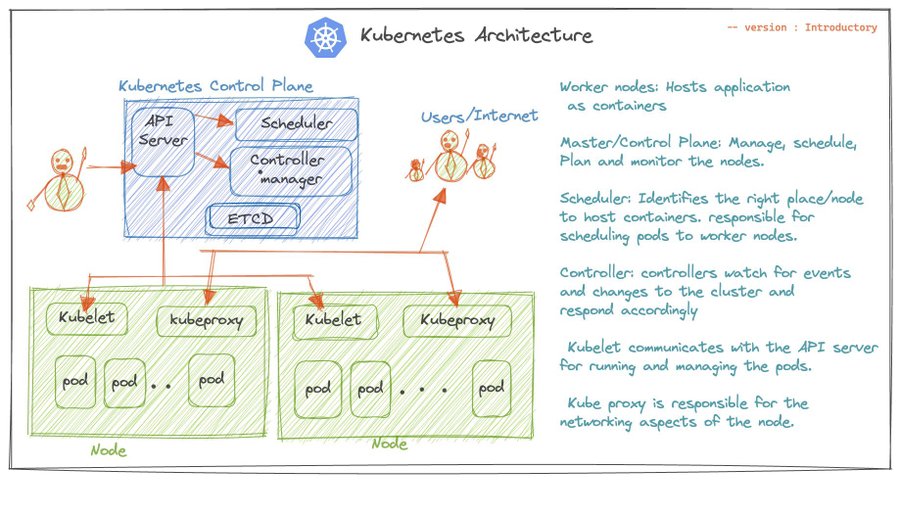 Kubernetes Architecture
-- version : Introductory
Kubernetes Control Plane
API
Server
Scheduler
Controller
manager
ETCD
Users/Internet
Kubelet
kubeproxy
pod
pod
. .
pod
Node
Kubelet
Kubeproxy
pod
pod
. . .
pod
Node
Worker nodes: Hosts application
as containers
Master/Control Plane: Manage, schedule,
Plan and monitor the nodes.
Scheduler: Identifies the right place/node
to host containers. responsible for
scheduling pods to worker nodes.
Controller: controllers watch for events
and changes to the cluster and
respond accordingly
Kubelet communicates with the API server
for running and managing the pods.
Kube proxy is responsible for the
networking aspects of the node.